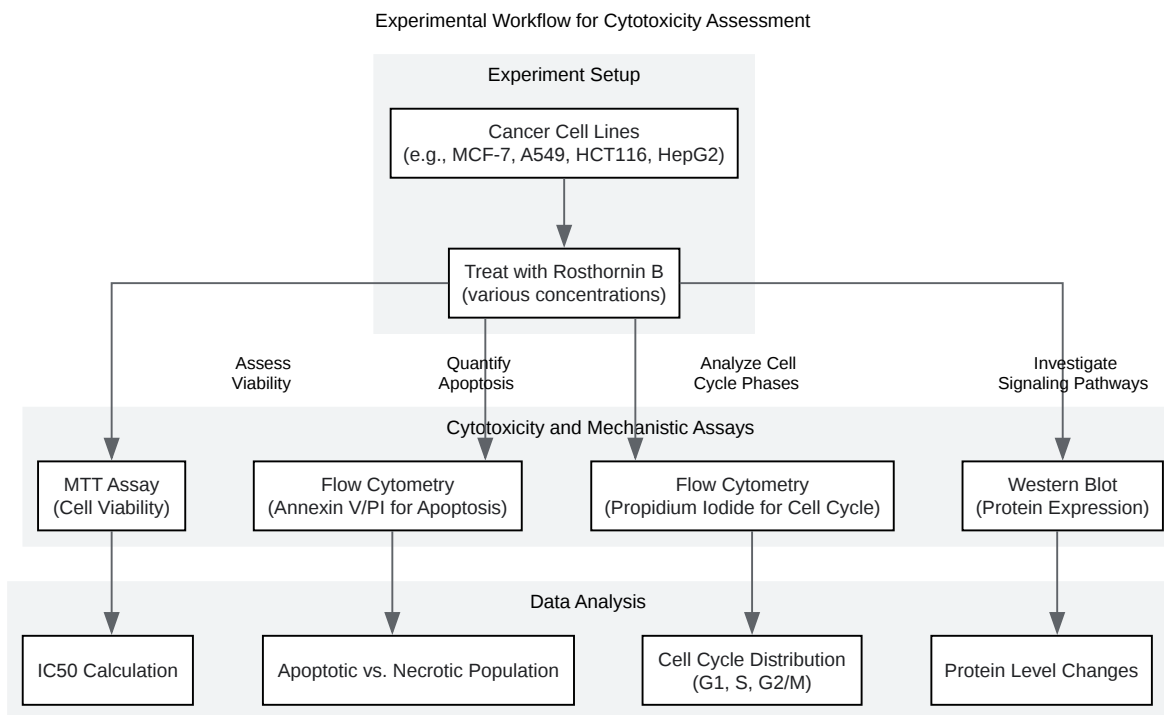 Experimental Workflow for Cytotoxicity Assessment
Experiment Setup
Cancer Cell Lines
(e.g., MCF-7, A549, HCT116, HepG2)
Treat with Rosthornin B
(various concentrations)
Assess
Viability
Quantify
Apoptosis
Analyze Cell
Cycle Phases
Investigate
Signaling Pathways
Cytotoxicity and Mechanistic Assays
MTT Assay
(Cell Viability)
Flow Cytometry
(Annexin V/PI for Apoptosis)
Flow Cytometry
(Propidium Iodide for Cell Cycle)
Western Blot
(Protein Expression)
Data Analysis
IC50 Calculation
Apoptotic vs. Necrotic Population
Cell Cycle Distribution
(G1, S, G2/M)
Protein Level Changes